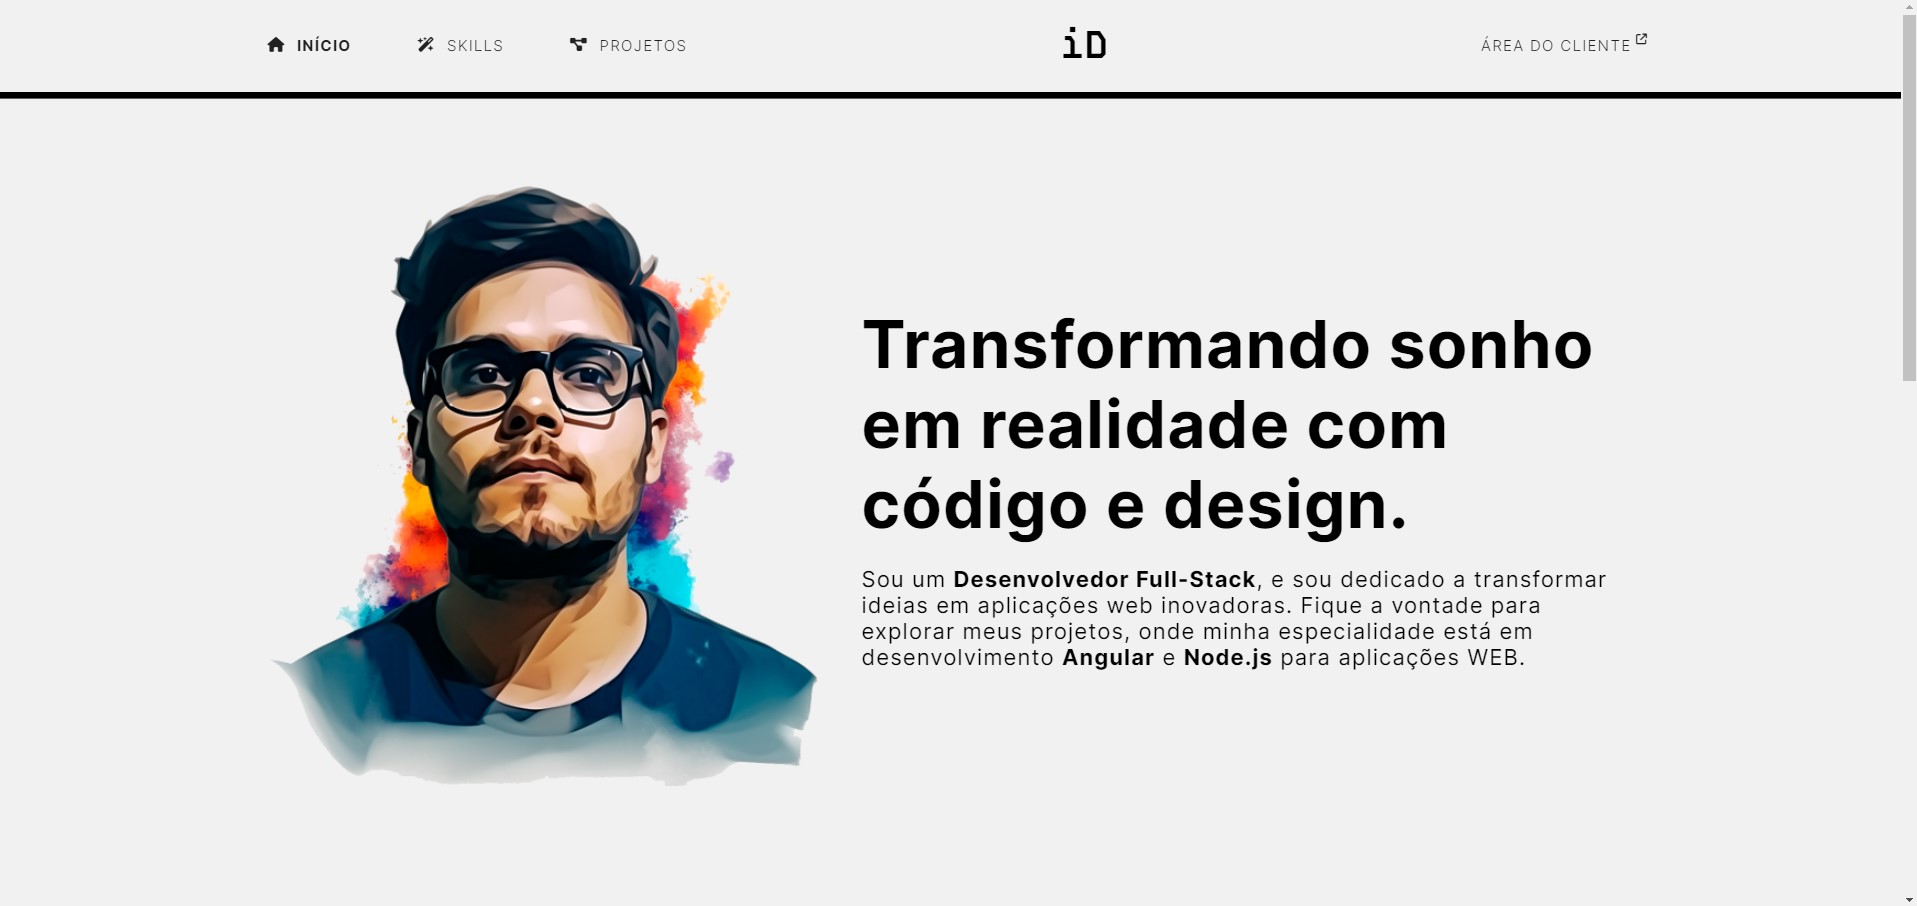 INÍCIO
SKILLS
PROJETOS
iD
ÁREA DO CLIENTE
Transformando sonho
em realidade com
código e design.
Sou um Desenvolvedor Full-Stack, e sou dedicado a transformar
ideias em aplicações web inovadoras. Fique a vontade para
explorar meus projetos, onde minha especialidade está em
desenvolvimento Angular e Node.js para aplicações WEB.